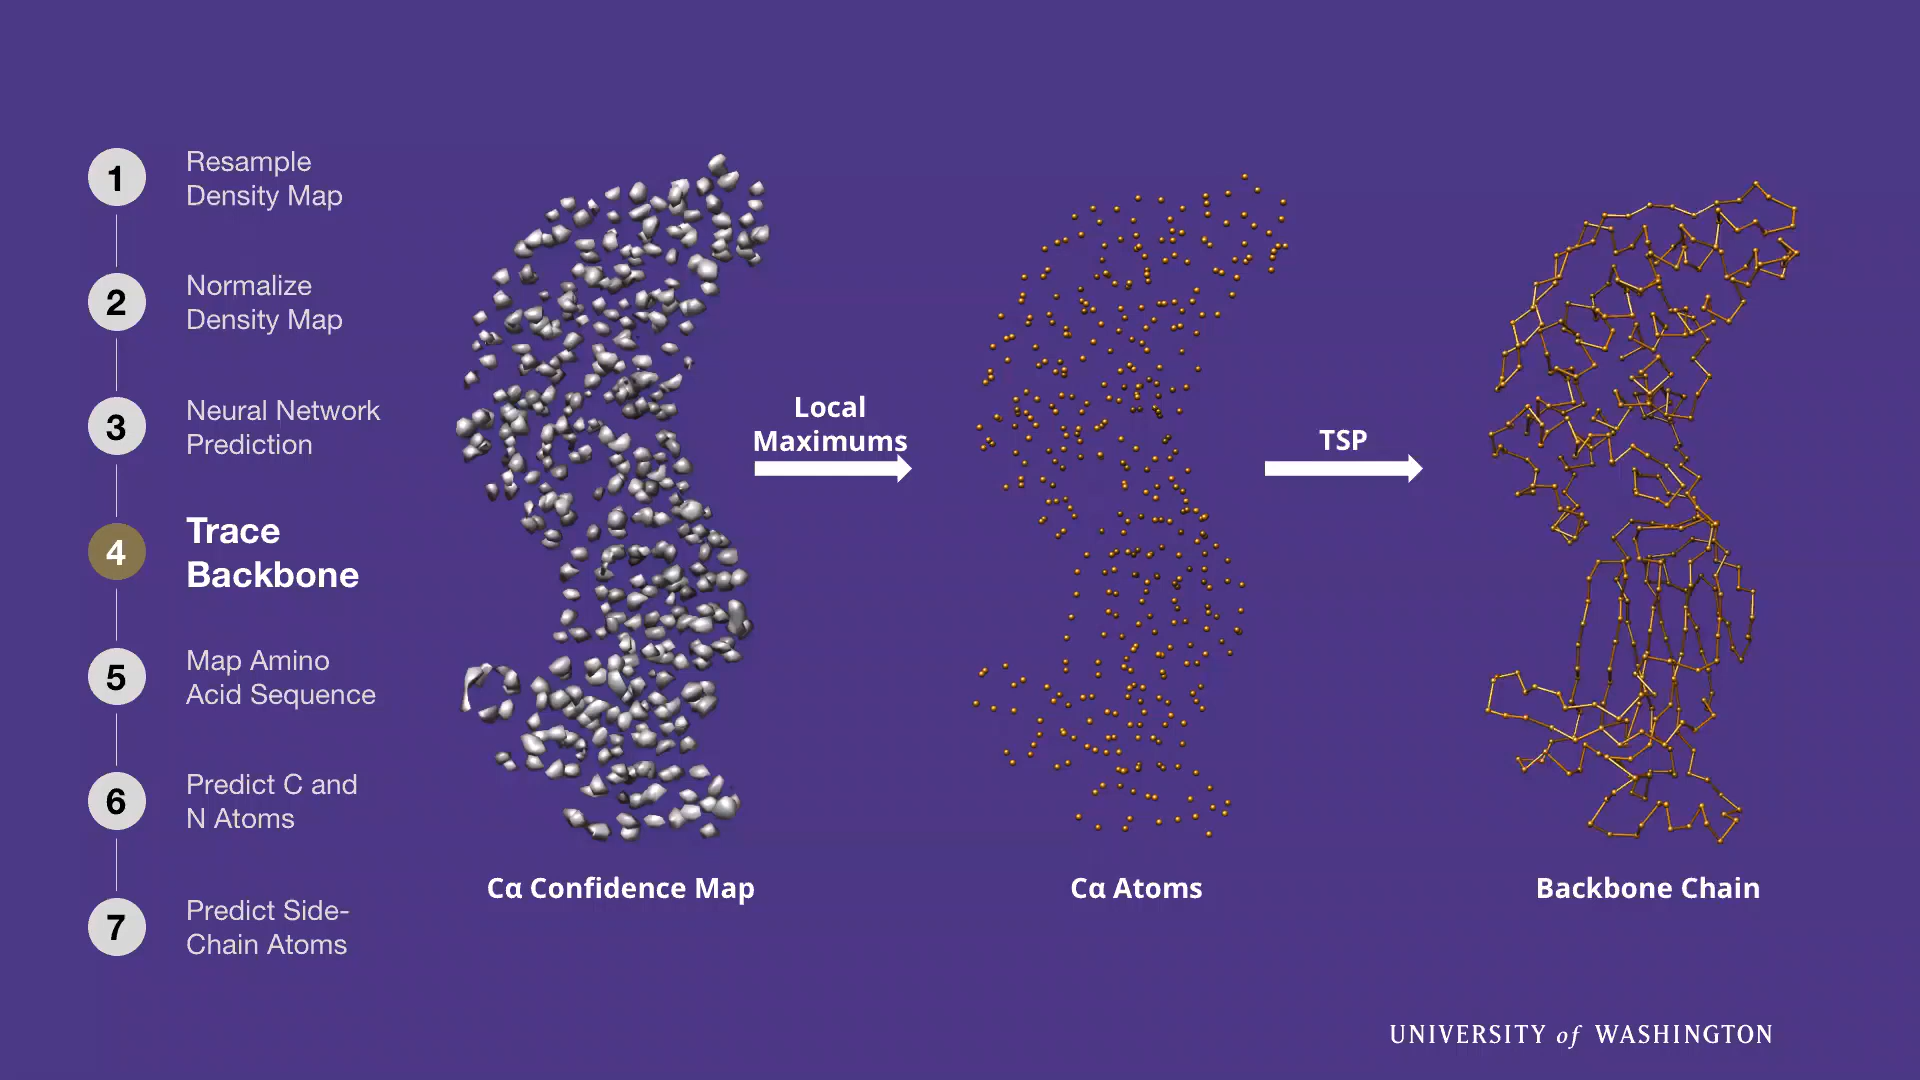 1
Resample
Density Map
2
Normalize
Density Map
3
Neural Network
Prediction
4
Trace
Backbone
5
Map Amino
Acid Sequence
6
Predict C and
N Atoms
7
Predict Side-
Chain Atoms
Local
Maximums
TSP
Cα Confidence Map
Cα Atoms
Backbone Chain
UNIVERSITY of WASHINGTON